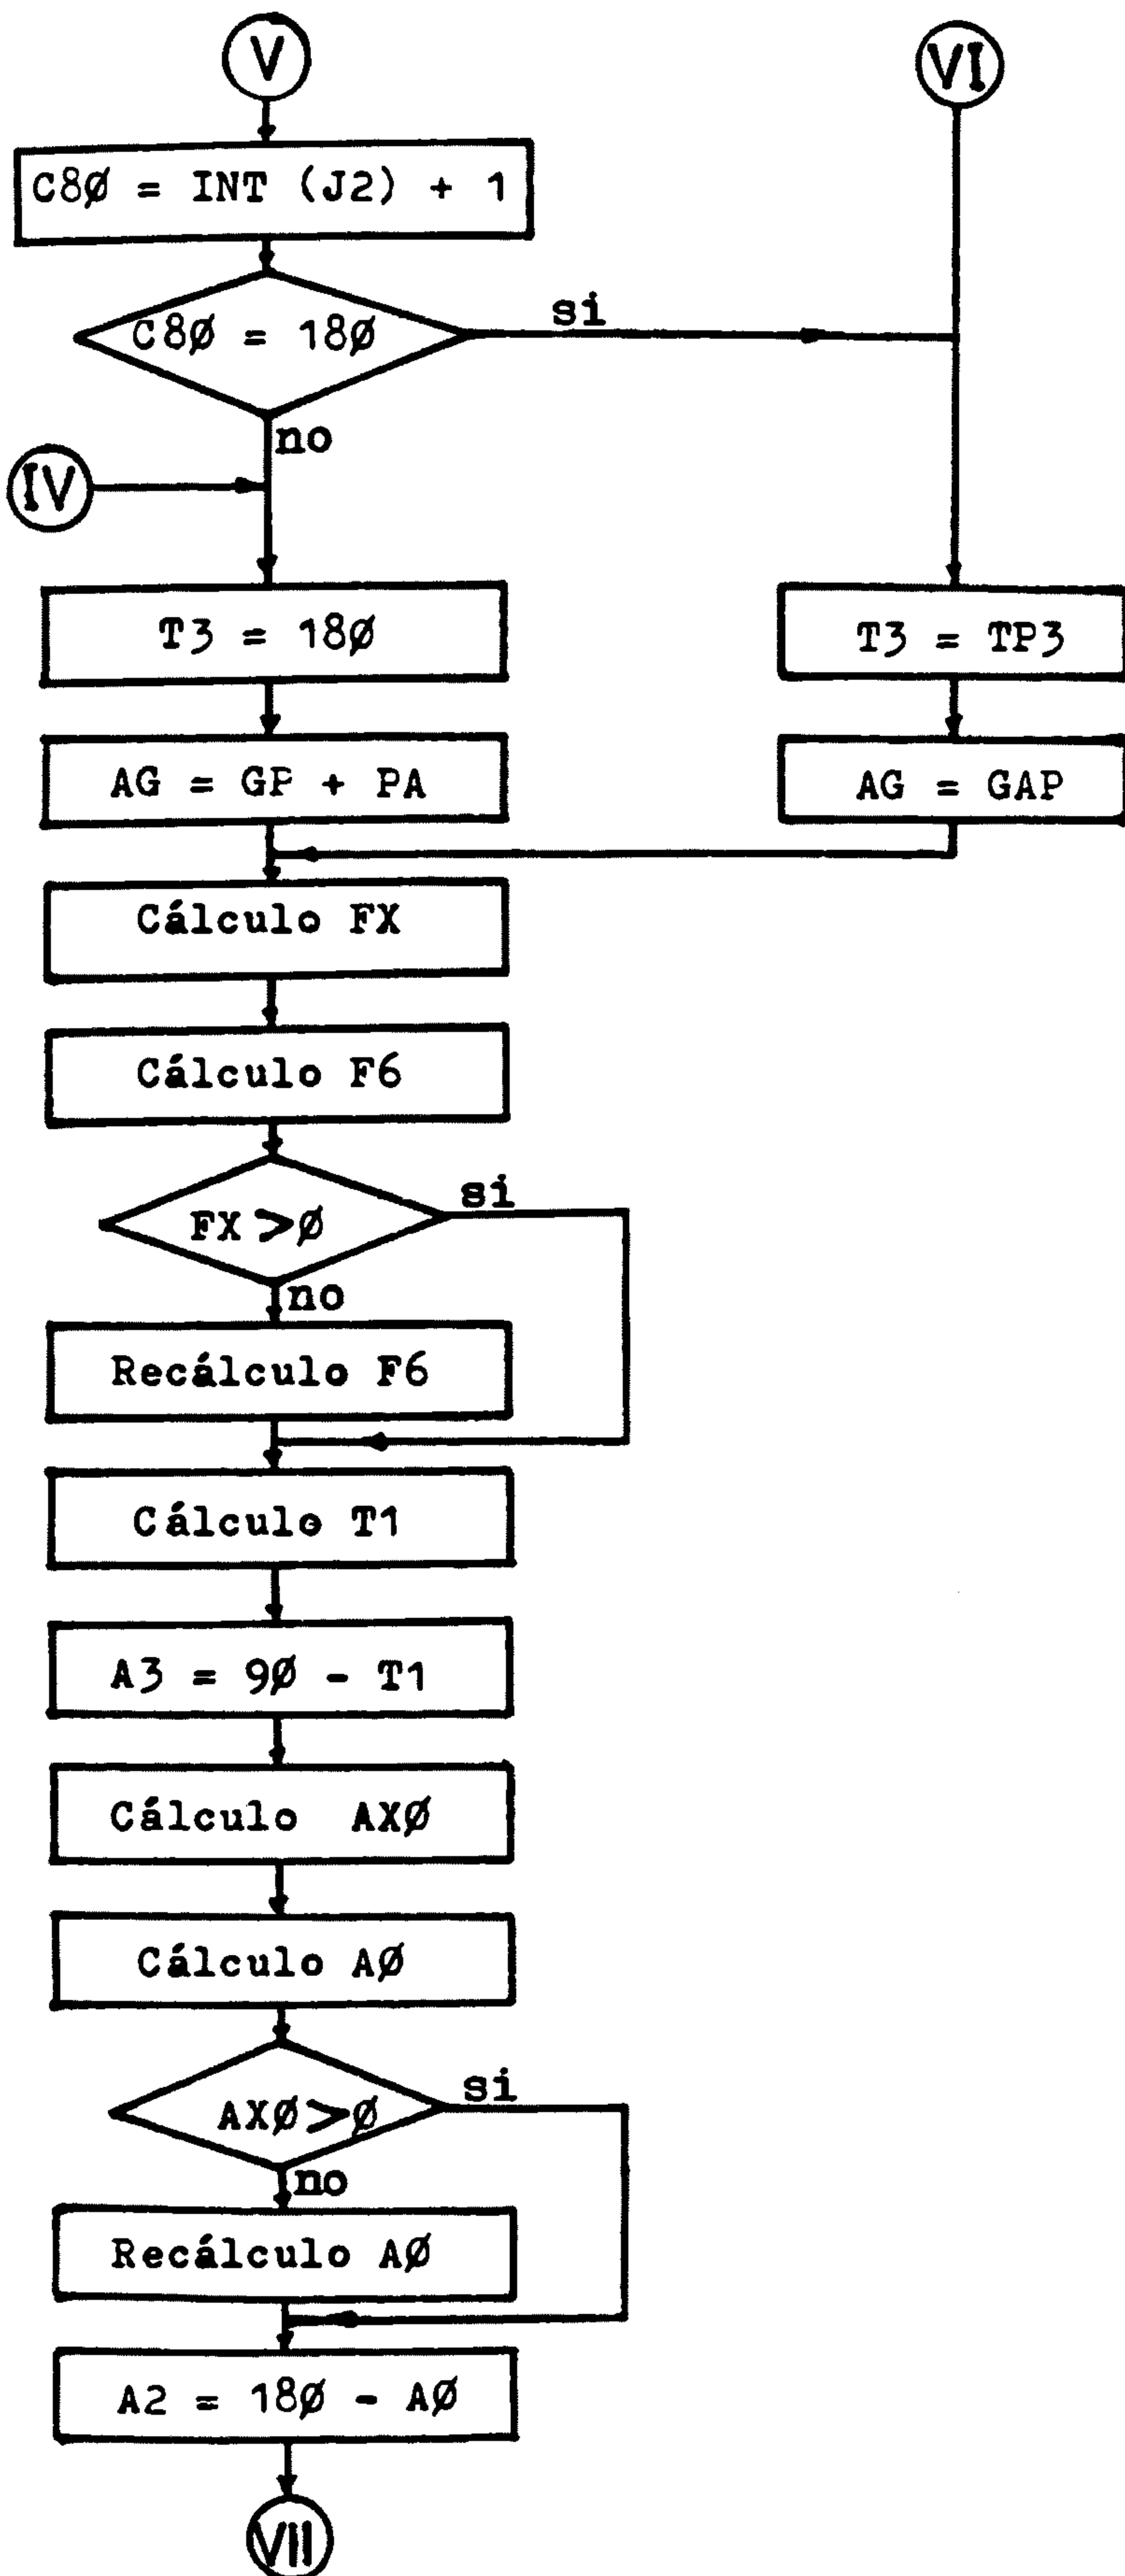 V
VI
C8Ø = INT (J2) + 1
C8Ø = 18Ø
si
no
IV
T3 = 18Ø
T3 = TP3
AG = GP + PA
AG = GAP
Cálculo FX
Cálculo F6
FX >Ø
si
no
Recálculo F6
Cálculo T1
A3 = 9Ø - T1
Cálculo AXØ
Cálculo AØ
AXØ>Ø
si
no
Recálculo AØ
A2 = 18Ø - AØ
VII